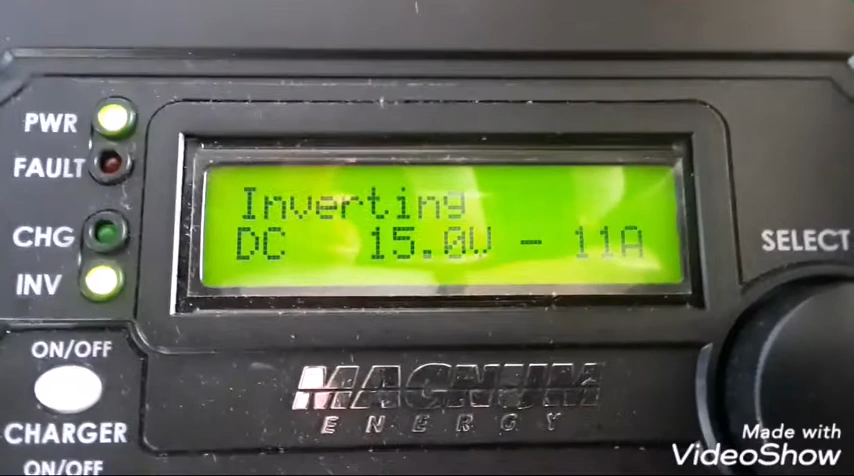 PWR
FAULT
CHG
INV
Inverting
DC 15.0W - 11A
SELECT
ON/OFF
CHARGER
ON/OFF
MAGNUM
ENERGY
Made with
VideoShow